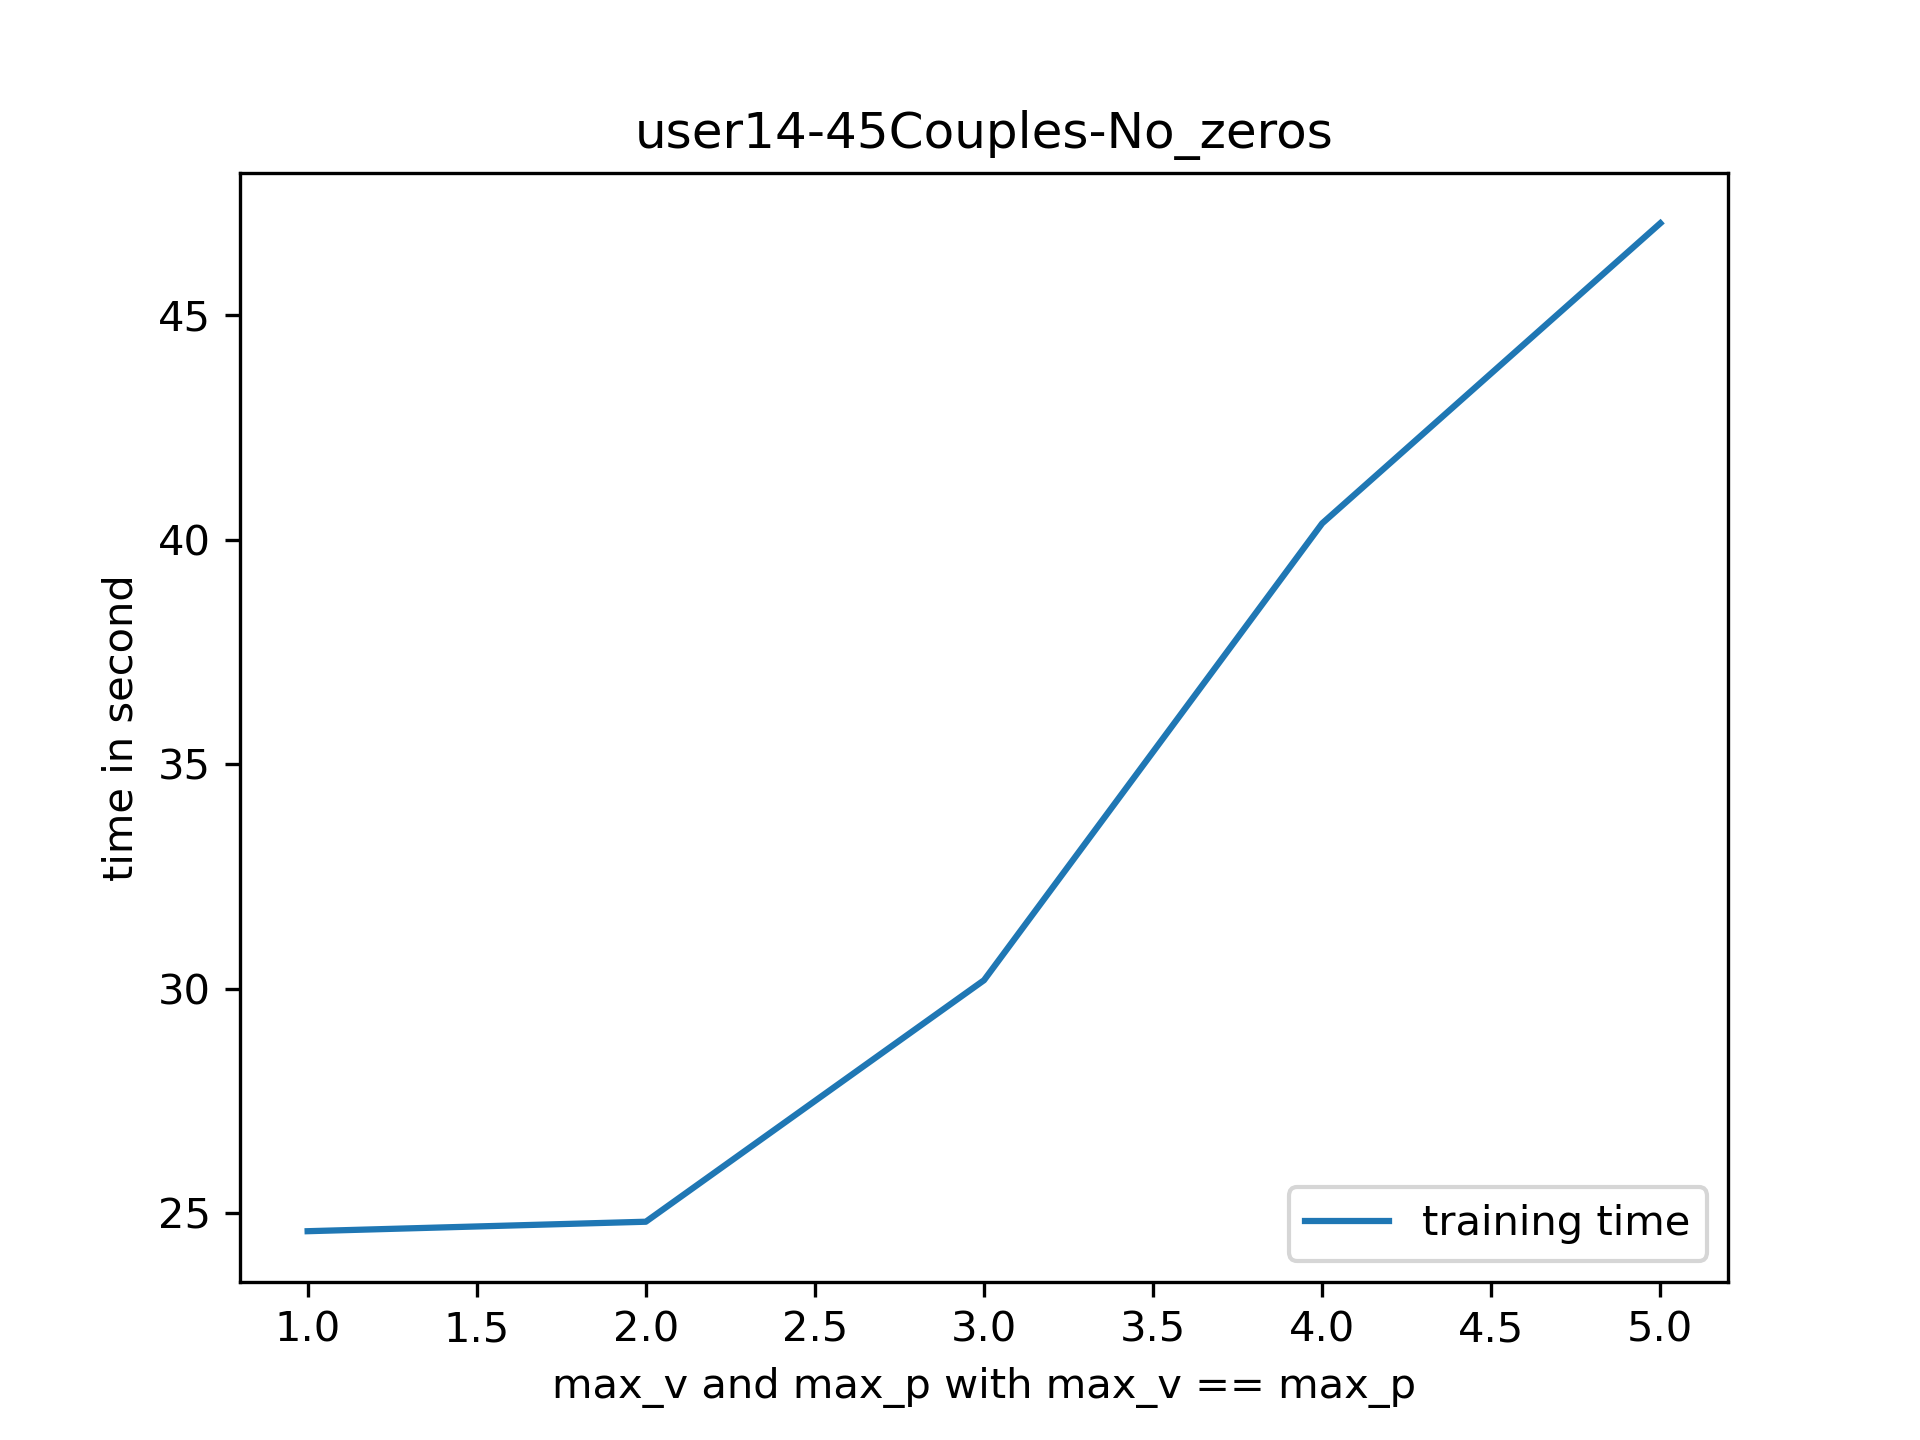 user14-45Couples-No_zeros
time in second
45
40
35
30
25
training time
1.0 1.5 2.0 2.5 3.0 3.5 4.0 4.5 5.0
max_v and max_p with max_v == max_p